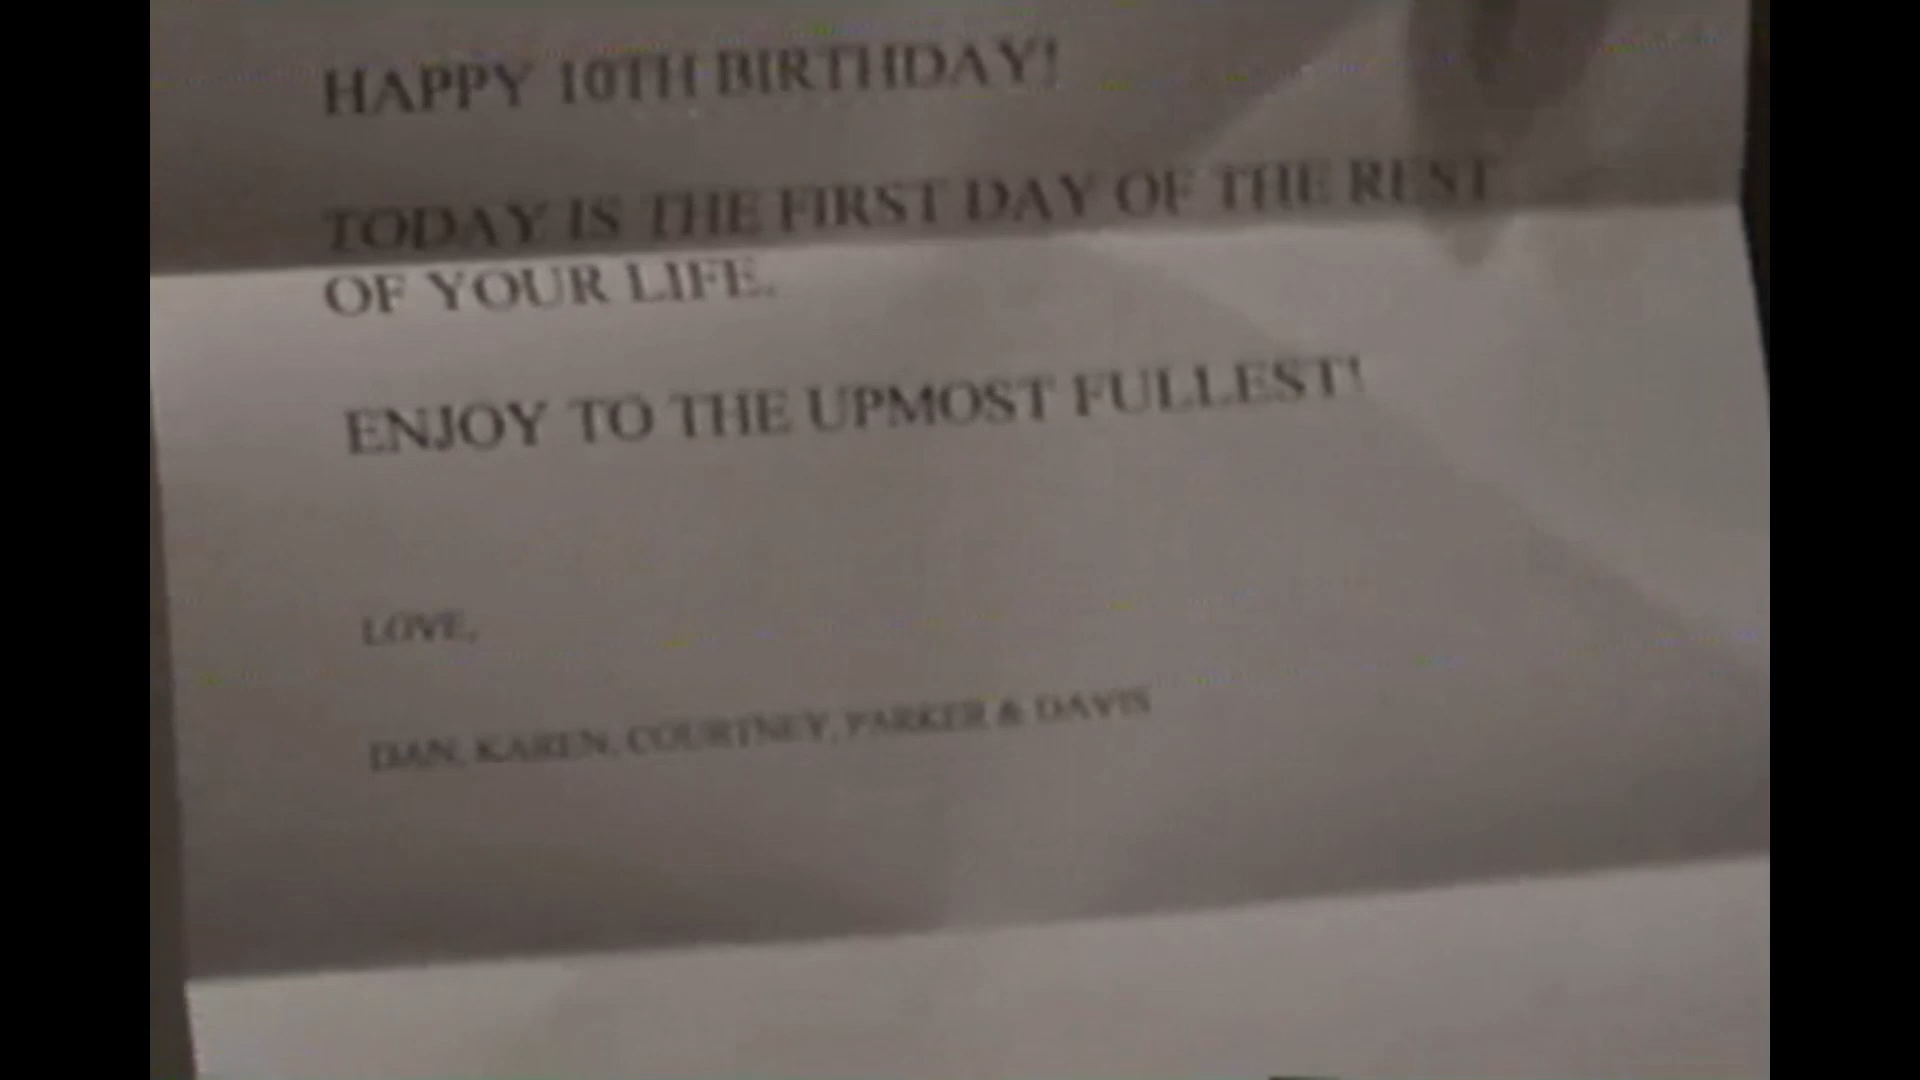 HAPPY 10TH BIRTHDAY!
TODAY IS THE FIRST DAY OF THE REST
OF YOUR LIFE.
ENJOY TO THE UPMOST FULLEST!
LOVE,
DAN, KAREN, COURTNEY, PARKER & DAVIS